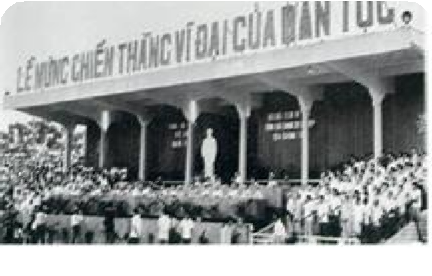 LỄ MỪNG CHIẾN THẮNG VĨ ĐẠI CỦA DÂN TỘC